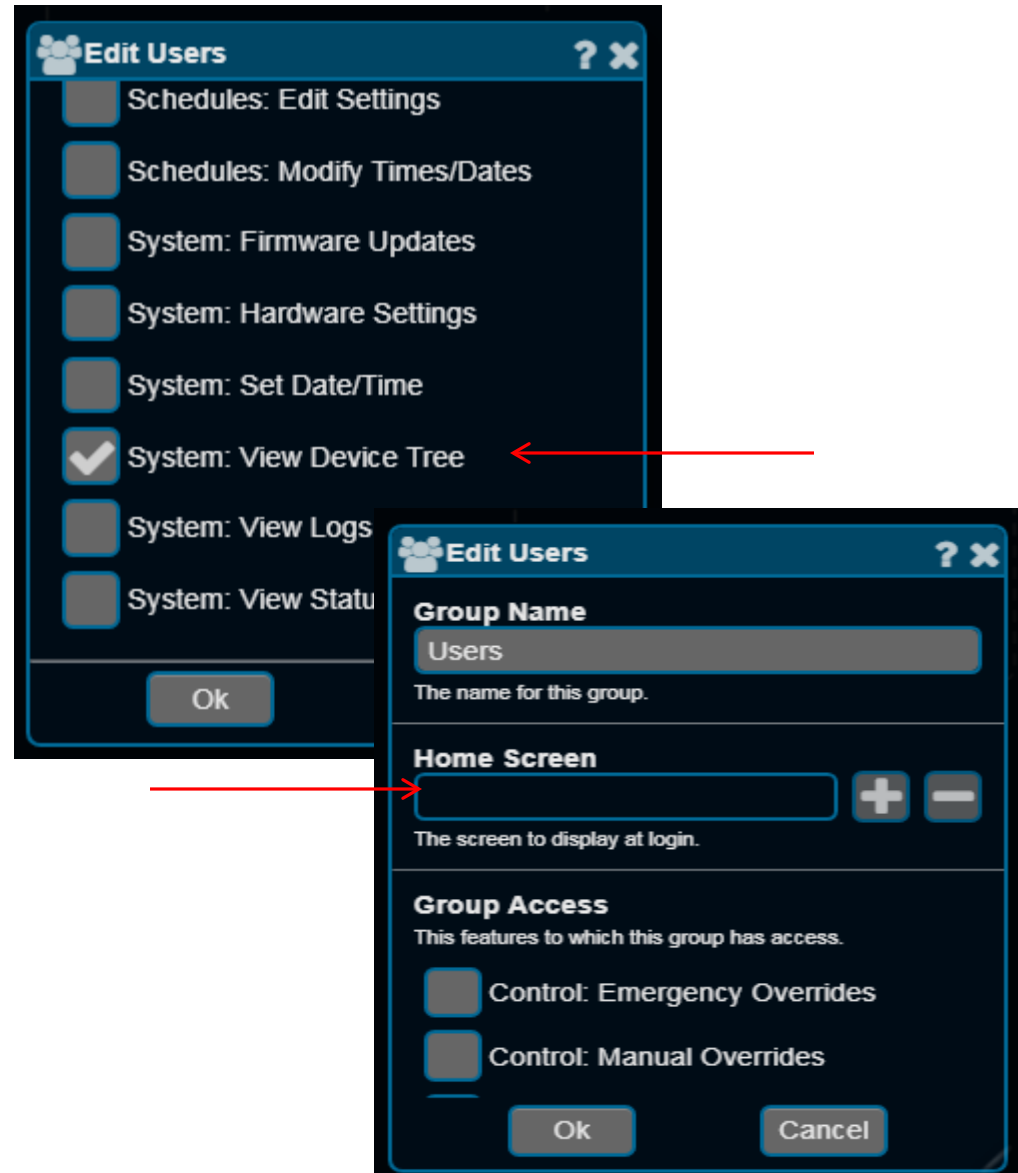 Edit Users
?
Schedules: Edit Settings
Schedules: Modify Times/Dates
System: Firmware Updates
System: Hardware Settings
System: Set Date/Time
System: View Device Tree
System: View Logs
System: View Statu
Ok
Edit Users
?
Group Name
Users
The name for this group.
Home Screen
The screen to display at login.
Group Access
This features to which this group has access.
Control: Emergency Overrides
Control: Manual Overrides
Ok Cancel